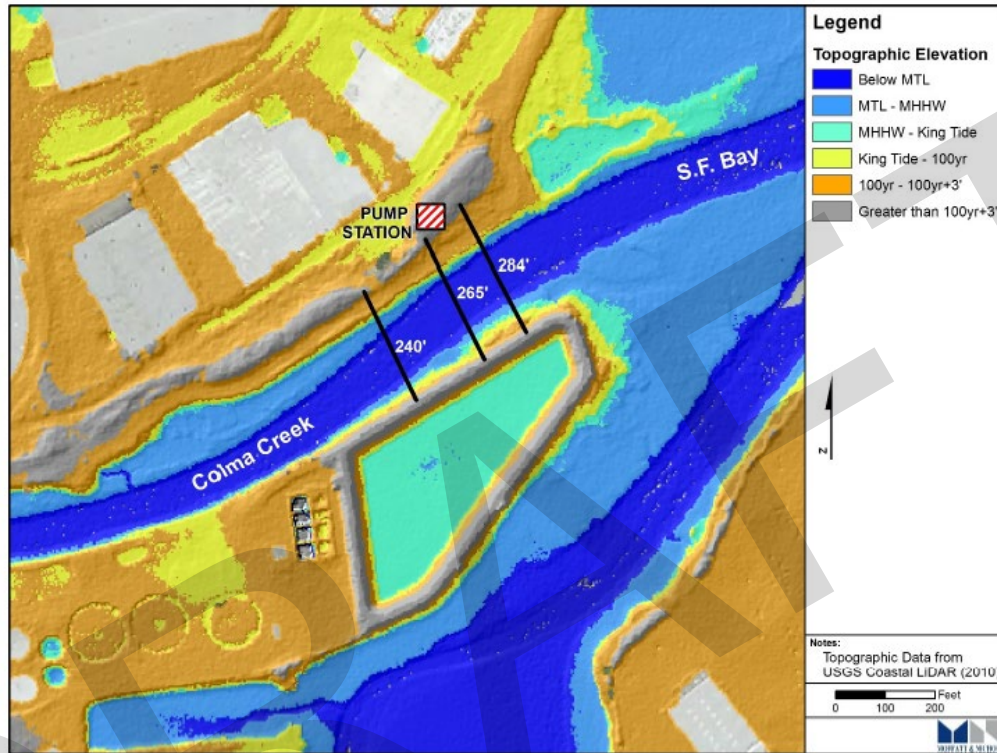 Legend
Topographic Elevation
Below MTL
MTL - MHHW
MHHW - King Tide
King Tide - 100yr
100yr - 100yr+3'
Greater than 100yr+3'
S.F. Bay
PUMP
STATION
284'
265'
240'
Colma Creek
Z
Notes:
Topographic Data from
USGS Coastal LiDAR (2010)
Feet
0 100 200
DRAFT